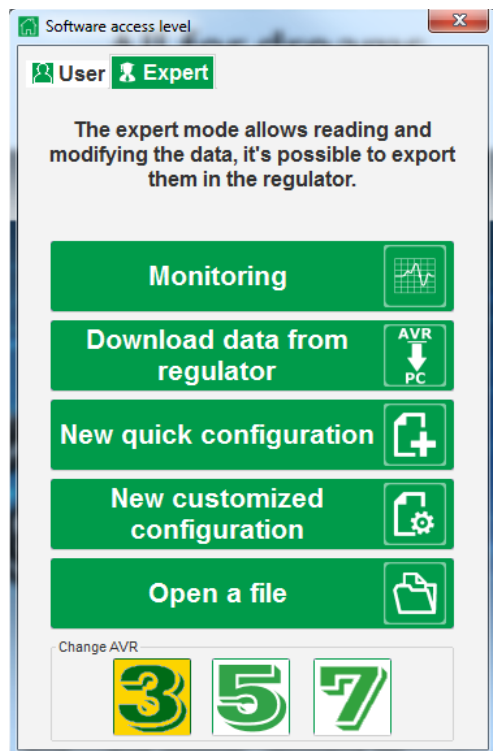 Software access level
User Expert
The expert mode allows reading and
modifying the data, it's possible to export
them in the regulator.
Monitoring
Download data from
regulator
AVR
PC
New quick configuration
New customized
configuration
Open a file
Change AVR
3 5 7